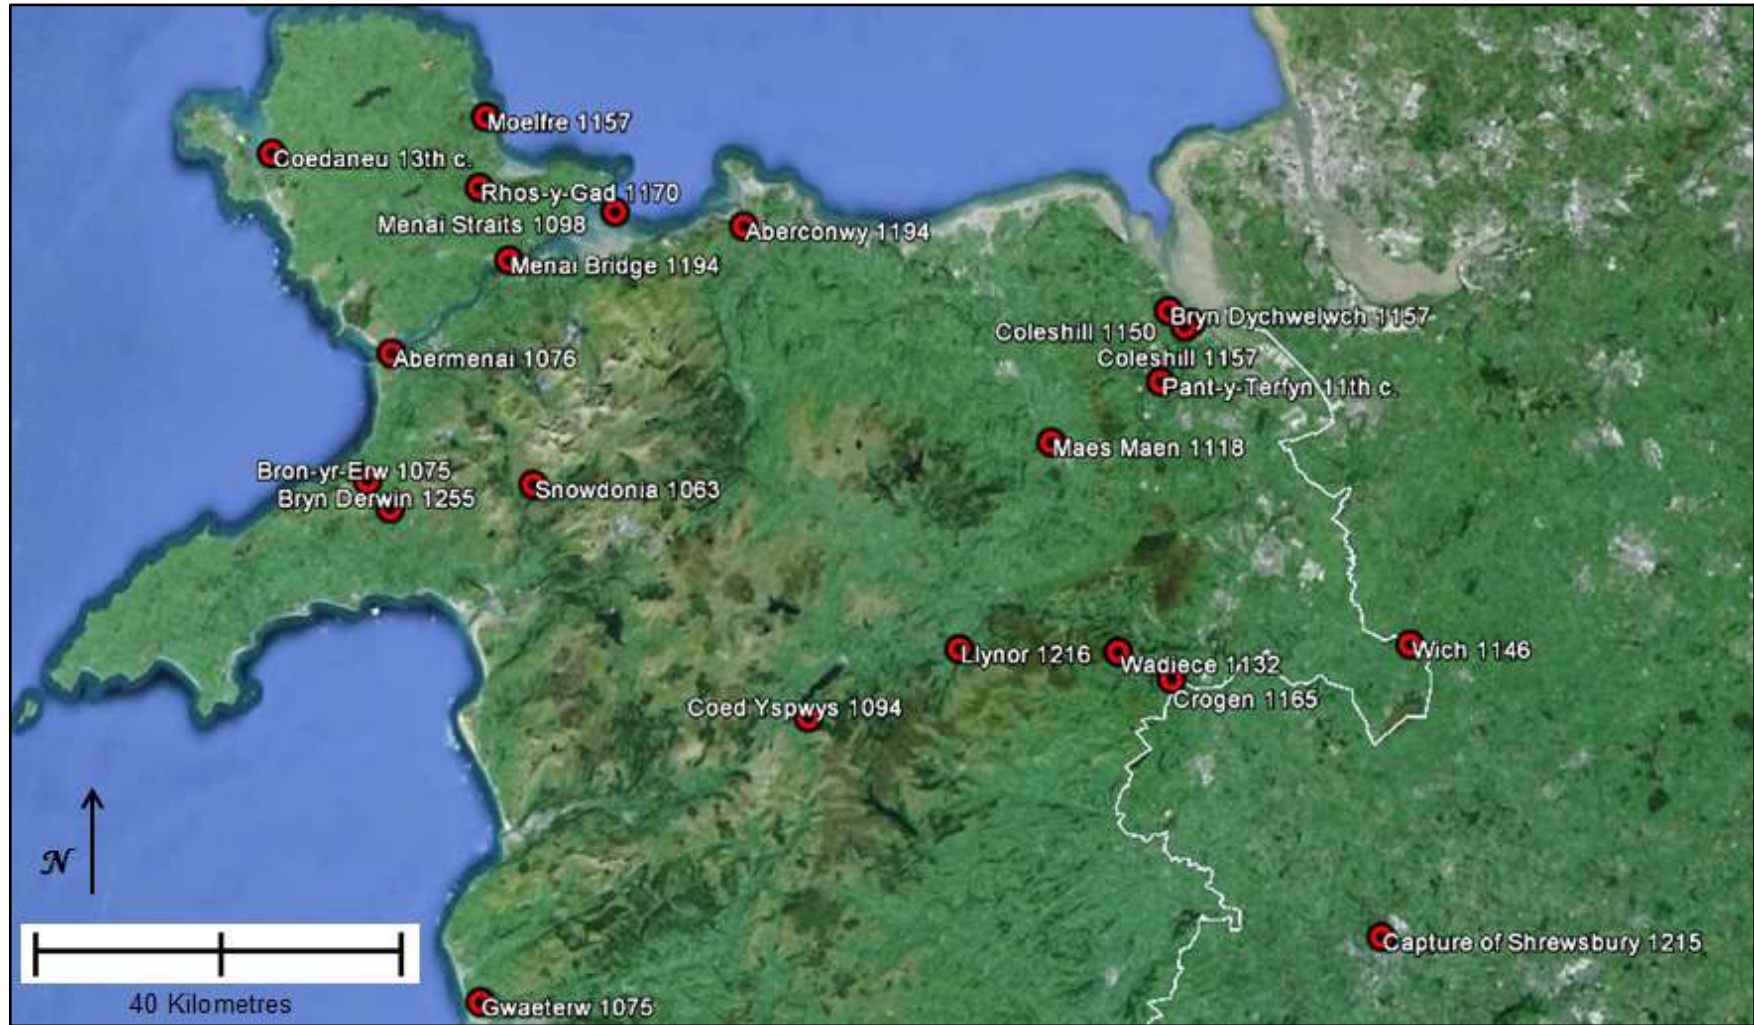 Moelfre 1157
Coedaneu 13th c.
Rhos-y-Gad 1170
Menai Straits 1098
Aberconwy 1194
Menai Bridge 1194
Bryn Dychwelwch 1157
Coleshill 1150
Coleshill 1157
Abermenai 1076
Pant-y-Terfyn 11th c.
Maes Maen 1118
Bron-yr-Erw 1075
Snowdonia 1063
Bryn Derwin 1255
Wich 1146
Llynor 1216
Wadiece 1132
Crogen 1165
Coed Yspwys 1094
N
Capture of Shrewsbury 1215
40 Kilometres
Gwaeterw 1075